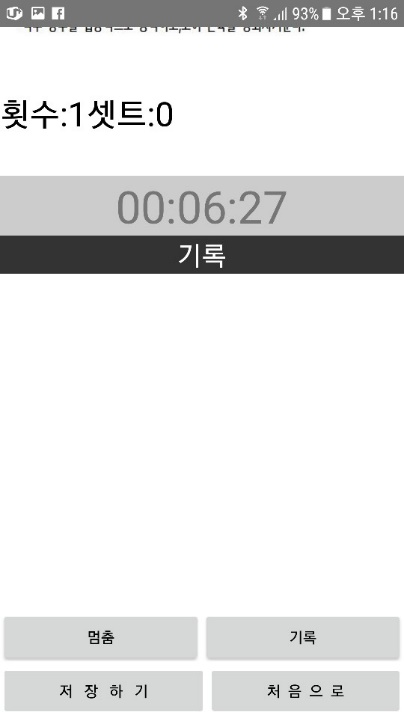 93% 오후 1:16
횟수:1셋트:0
00:06:27
기록
멈춤 기록
저 장 하 기 처 음 으 로